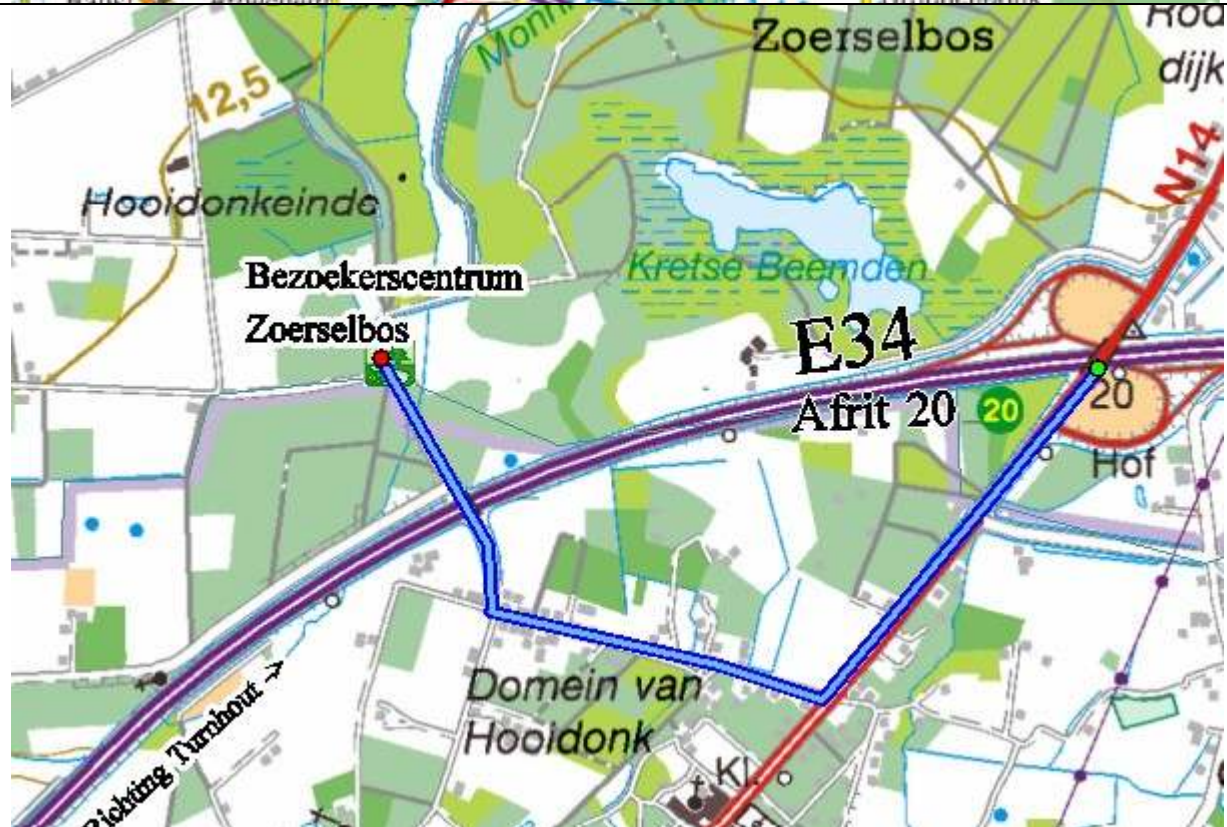 Zoerselbos
dijk
12,5
N14
Hooidonkeinde
Kretse Beemden
Bezoekerscentrum
Zoerselbos
E34
Afrit 20
20
20
Hof
Domein van
Hooidonk
Kl.
Richting Turnhout ->